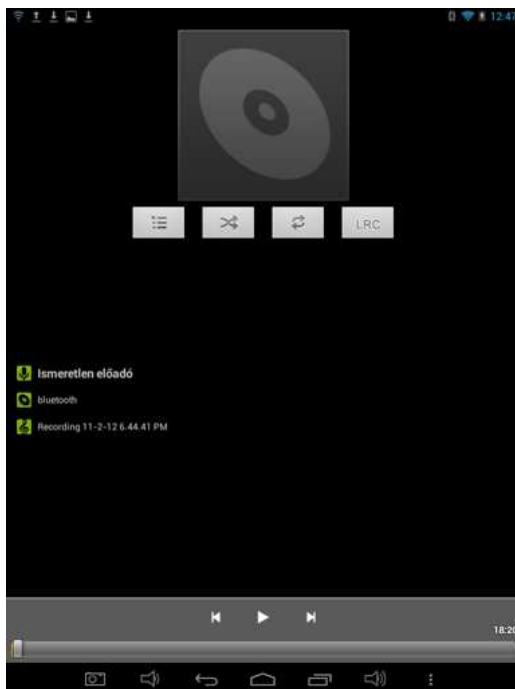 12:47
LRC
Ismeretlen előadó
bluetooth
Recording 11-2-12 6.44.41 PM
18:20